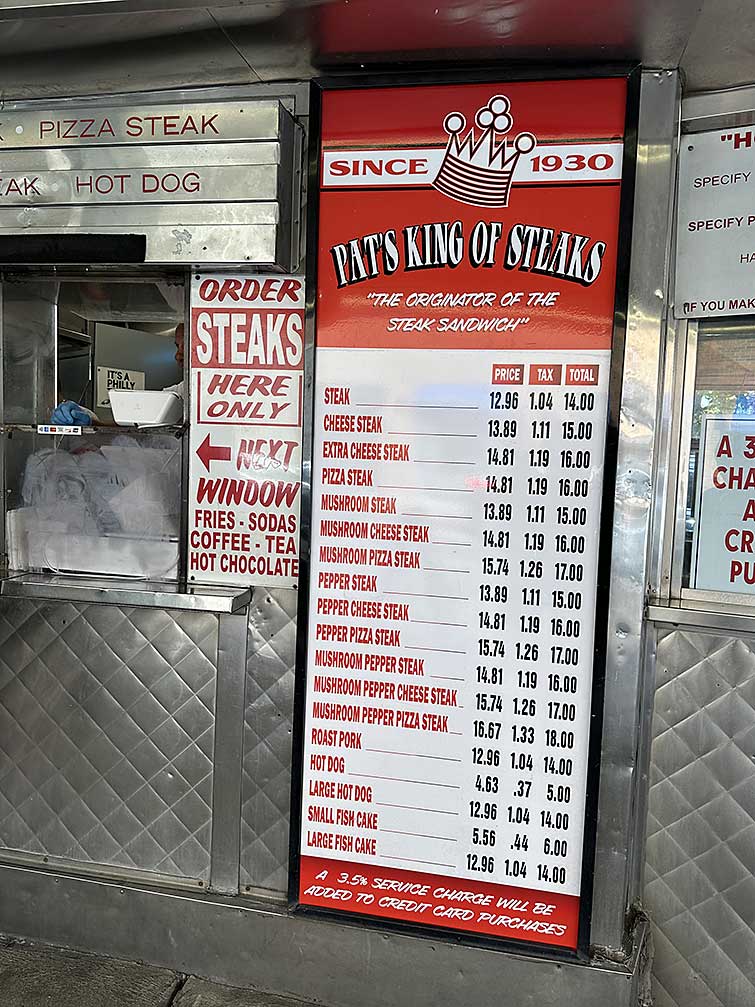 PIZZA STEAK
HOT DOG
IT'S A
PHILLY
ORDER
STEAKS
HERE
ONLY
NEXT
WINDOW
FRIES - SODAS
COFFEE - TEA
HOT CHOCOLATE
SINCE 1930
PAT'S KING OF STEAKS
"THE ORIGINATOR OF THE
STEAK SANDWICH"
PRICE TAX TOTAL
STEAK 12.96 1.04 14.00
CHEESE STEAK 13.89 1.11 15.00
EXTRA CHEESE STEAK 14.81 1.19 16.00
PIZZA STEAK 14.81 1.19 16.00
MUSHROOM STEAK 13.89 1.11 15.00
MUSHROOM CHEESE STEAK 14.81 1.19 16.00
MUSHROOM PIZZA STEAK 15.74 1.26 17.00
PEPPER STEAK 13.89 1.11 15.00
PEPPER CHEESE STEAK 14.81 1.19 16.00
PEPPER PIZZA STEAK 15.74 1.26 17.00
MUSHROOM PEPPER STEAK 14.81 1.19 16.00
MUSHROOM PEPPER CHEESE STEAK 15.74 1.26 17.00
MUSHROOM PEPPER PIZZA STEAK 16.67 1.33 18.00
ROAST PORK 12.96 1.04 14.00
HOT DOG 4.63 .37 5.00
LARGE HOT DOG 12.96 1.04 14.00
SMALL FISH CAKE 5.56 .44 6.00
LARGE FISH CAKE 12.96 1.04 14.00
A 3.5% SERVICE CHARGE WILL BE
ADDED TO CREDIT CARD PURCHASES
SPECIFY
SPECIFY
IF YOU
A